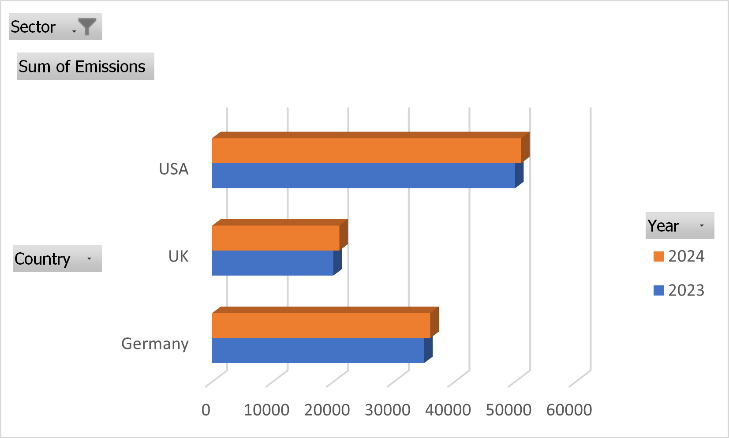 Sector
Sum of Emissions
USA
UK
Germany
Country
0 10000 20000 30000 40000 50000 60000
Year
2024
2023